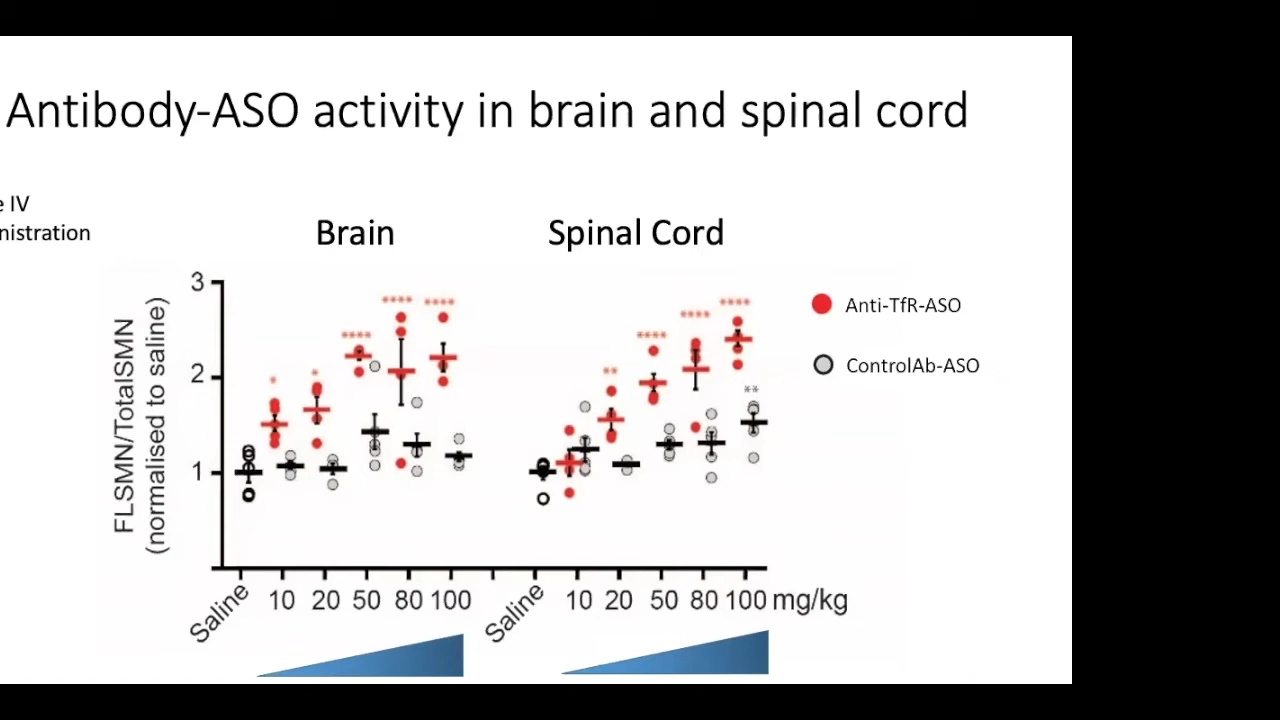 Antibody-ASO activity in brain and spinal cord
e IV
nistration
Brain
Spinal Cord
FLSMN/TotalSMN
(normalised to saline)
3
2
1
*
*
****
****
****
**
****
****
****
**
Anti-TfR-ASO
ControlAb-ASO
Saline 10 20 50 80 100
Saline 10 20 50 80 100 mg/kg